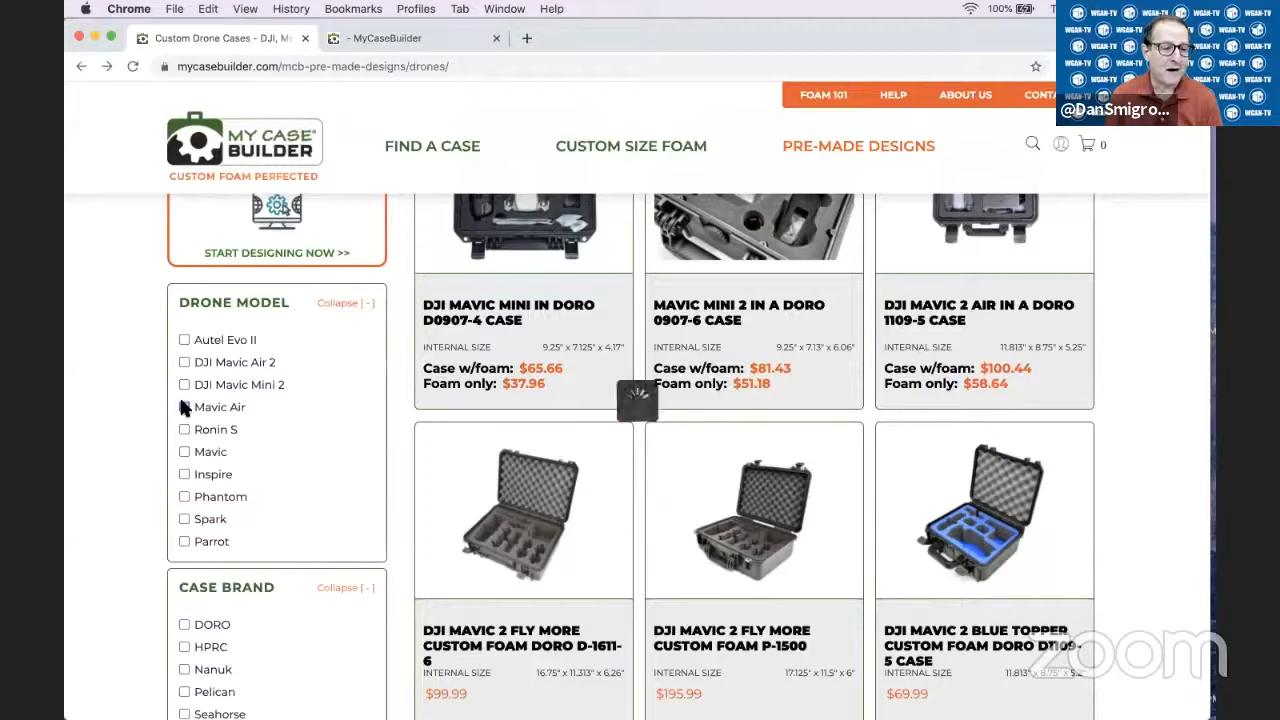 Chrome File Edit View History Bookmarks Profiles Tab Window Help
100%
Custom Drone Cases - DJI, M
- MyCaseBuilder
mycasebuilder.com/mcb-pre-made-designs/drones/
WGAN-TV
@DanSmigro...
FOAM 101 HELP ABOUT US CONTA
MY CASE BUILDER
CUSTOM FOAM PERFECTED
FIND A CASE CUSTOM SIZE FOAM PRE-MADE DESIGNS
0
START DESIGNING NOW >>
DRONE MODEL Collapse [ - ]
Autel Evo II
DJI Mavic Air 2
DJI Mavic Mini 2
Mavic Air
Ronin S
Mavic
Inspire
Phantom
Spark
Parrot
CASE BRAND Collapse [ - ]
DORO
HPRC
Nanuk
Pelican
Seahorse
DJI MAVIC MINI IN DORO
D0907-4 CASE
INTERNAL SIZE 9.25" x 7.125" x 4.17"
Case w/foam: $65.66
Foam only: $37.96
MAVIC MINI 2 IN A DORO
0907-6 CASE
INTERNAL SIZE 9.25" x 7.13" x 6.06"
Case w/foam: $81.43
Foam only: $51.18
DJI MAVIC 2 AIR IN A DORO
1109-5 CASE
INTERNAL SIZE 11.813" x 8.75" x 5.25"
Case w/foam: $100.44
Foam only: $58.64
DJI MAVIC 2 FLY MORE
CUSTOM FOAM DORO D-1611-
6
INTERNAL SIZE 16.75" x 11.313" x 6.26"
$99.99
DJI MAVIC 2 FLY MORE
CUSTOM FOAM P-1500
INTERNAL SIZE 17.125" x 11.5" x 6"
$195.99
DJI MAVIC 2 BLUE TOPPER
CUSTOM FOAM DORO D1109-
5 CASE
INTERNAL SIZE 11.813" x 8.75" x 5.2
$69.99
zoom